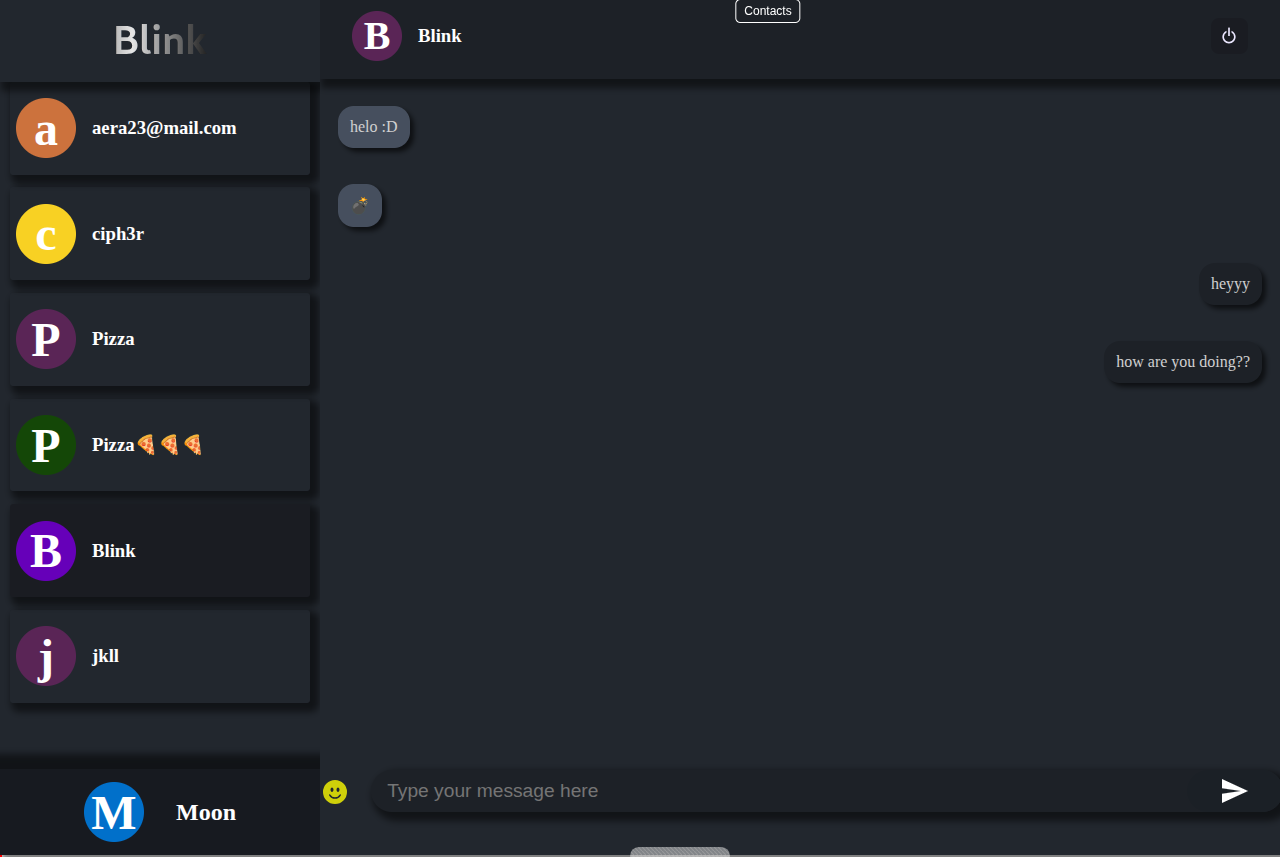 Blink
a
aera23@mail.com
c
ciph3r
P
Pizza
P
Pizza🍕🍕🍕
B
Blink
j
jkll
M
Moon
B
Blink
Contacts
helo :D
💣
heyyy
how are you doing??
Type your message here